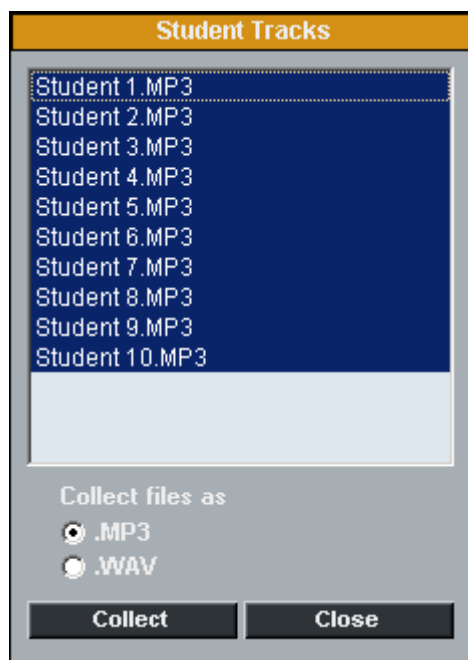 Student Tracks
Student 1.MP3
Student 2.MP3
Student 3.MP3
Student 4.MP3
Student 5.MP3
Student 6.MP3
Student 7.MP3
Student 8.MP3
Student 9.MP3
Student 10.MP3
Collect files as
.MP3
.WAV
Collect Close